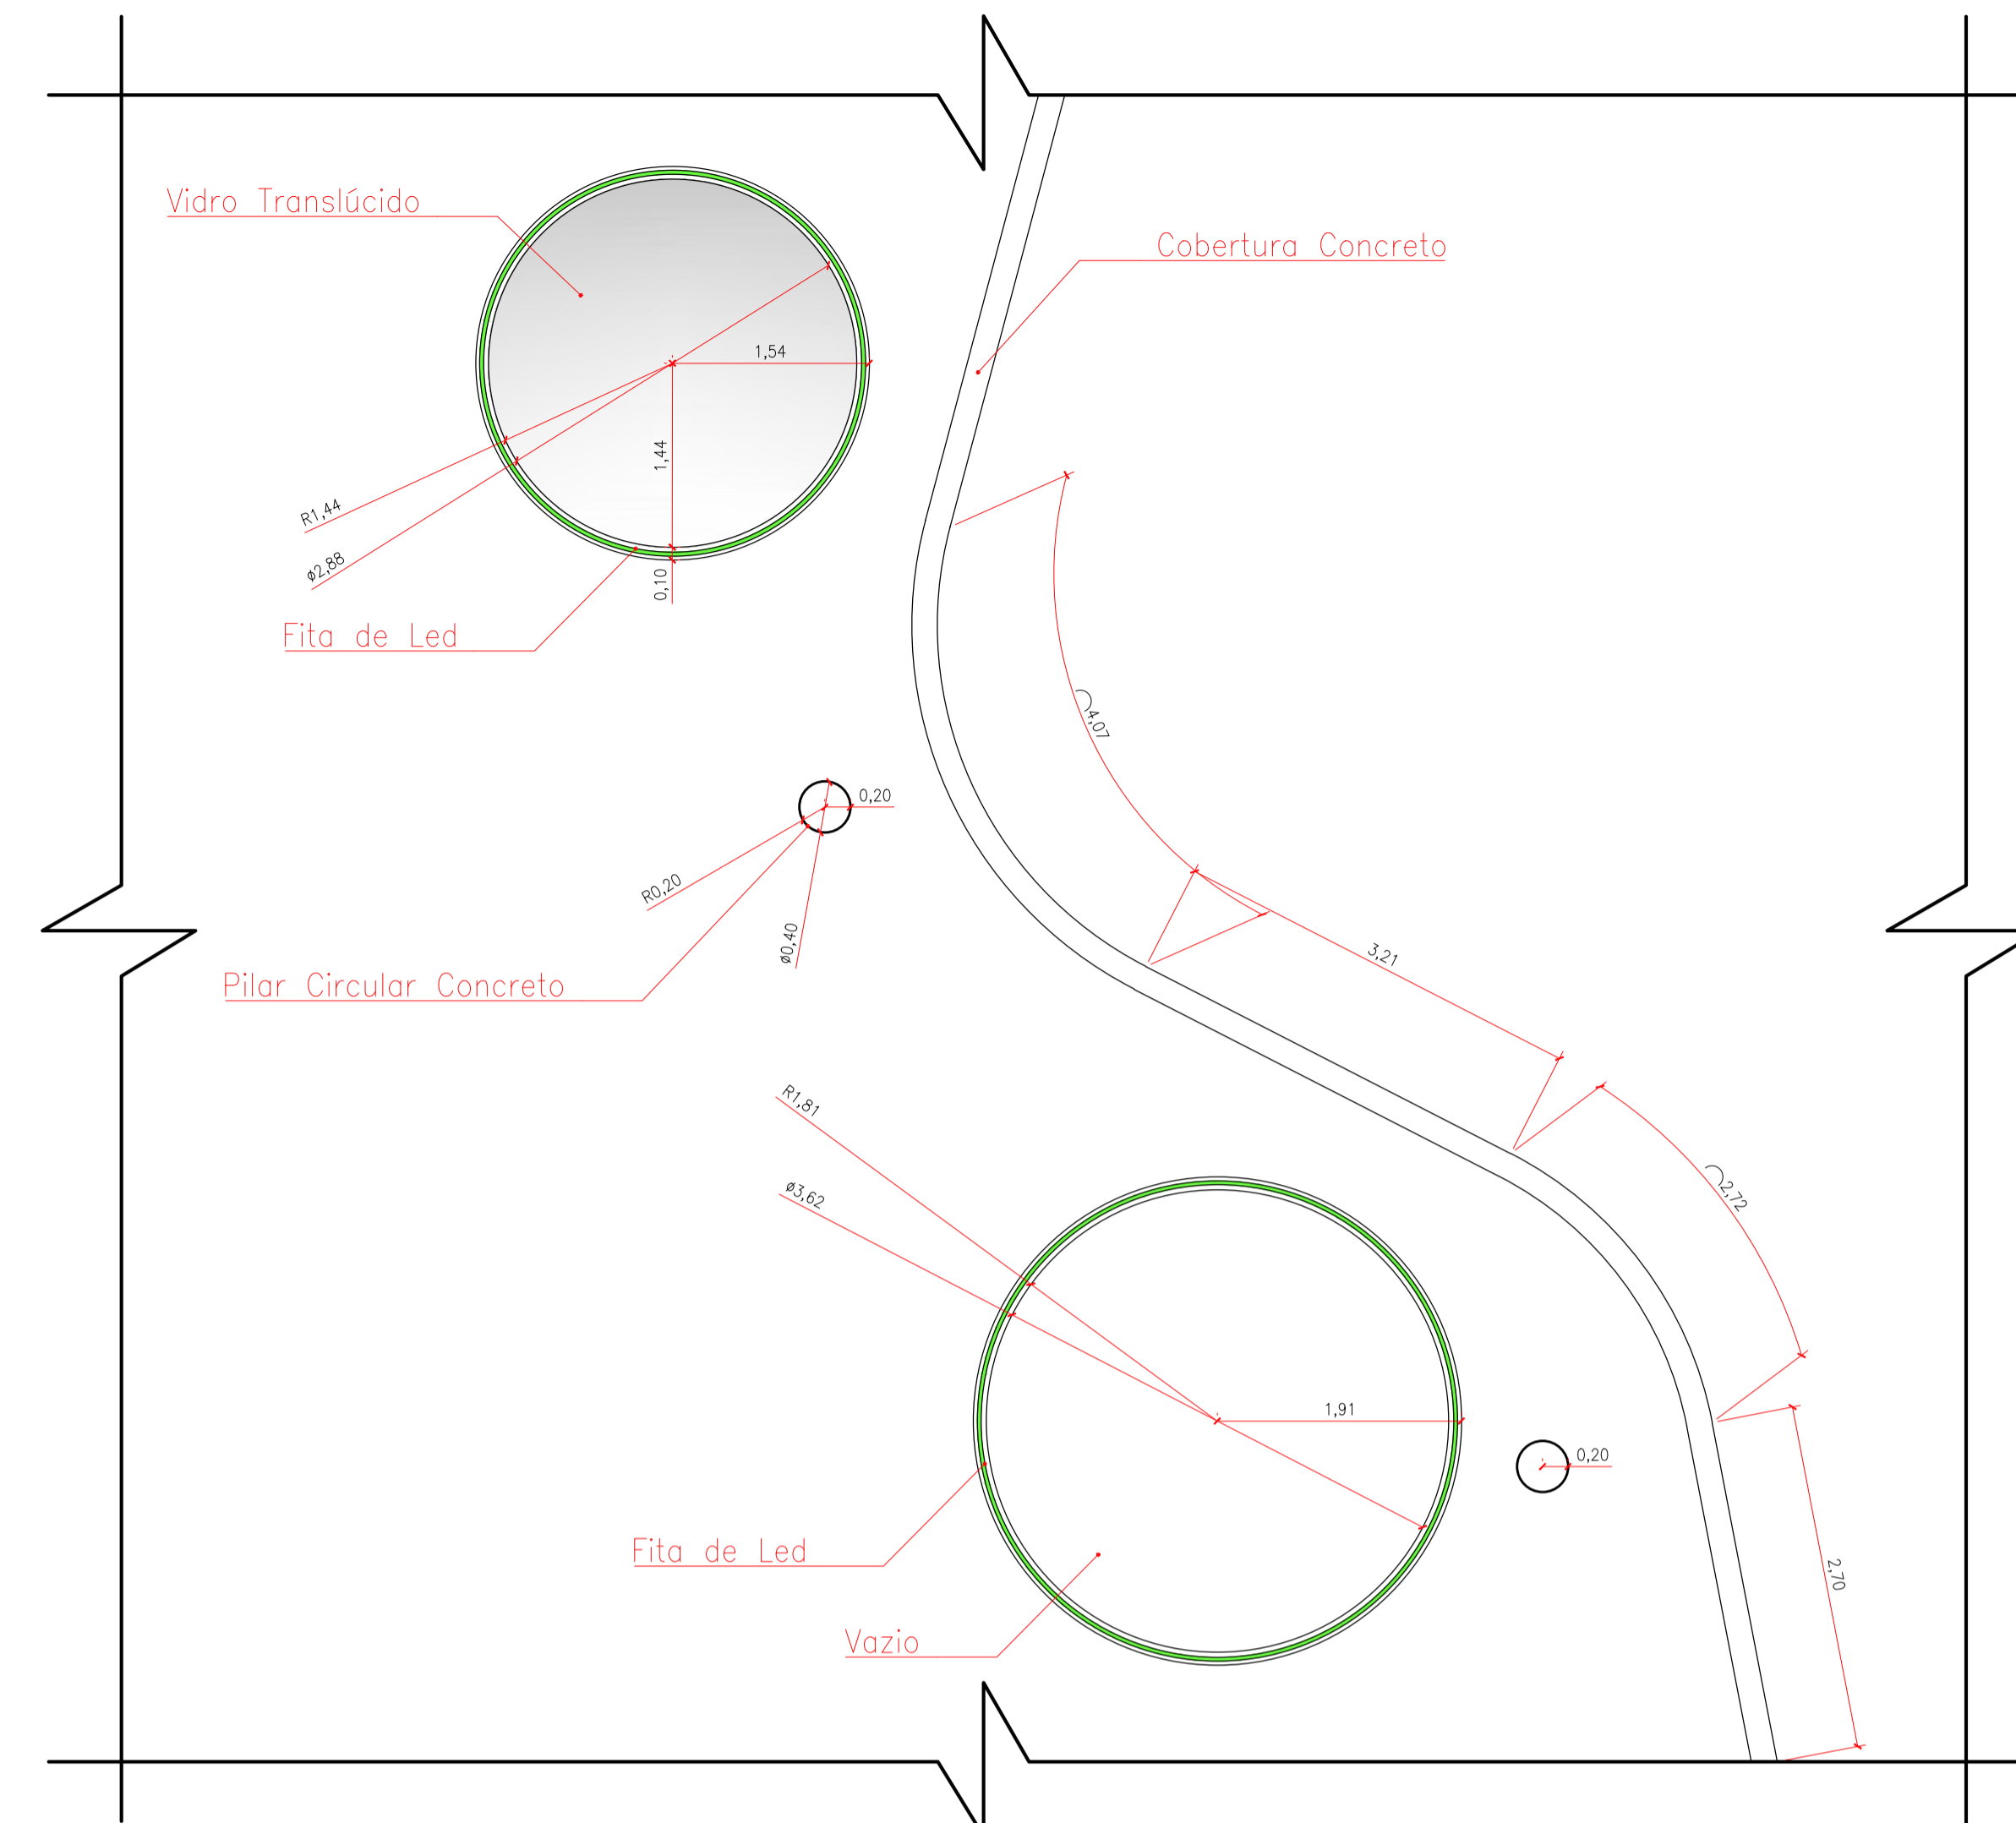 Vidro Translúcido
Cobertura Concreto
1,54
1,44
R1,44
ø2,88
0,10
Fita de Led
4,07
0,20
R0,20
ø0,40
3,21
Pilar Circular Concreto
R1,81
ø3,62
2,72
1,91
0,20
Fita de Led
2,70
Vazio